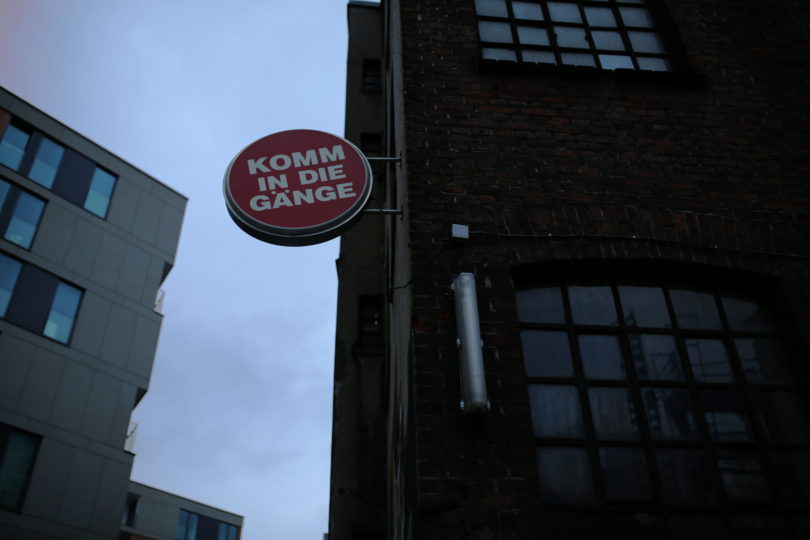 KOMM
IN DIE
GÄNGE